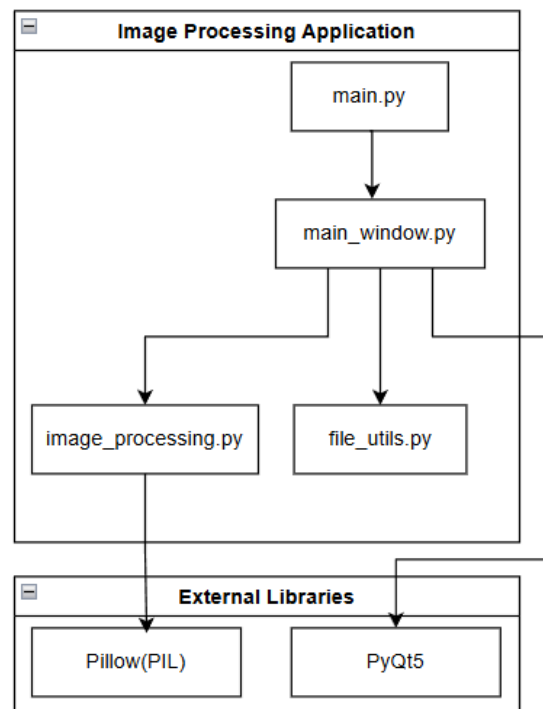 Image Processing Application
main.py
main_window.py
image_processing.py
file_utils.py
External Libraries
Pillow(PIL)
PyQt5